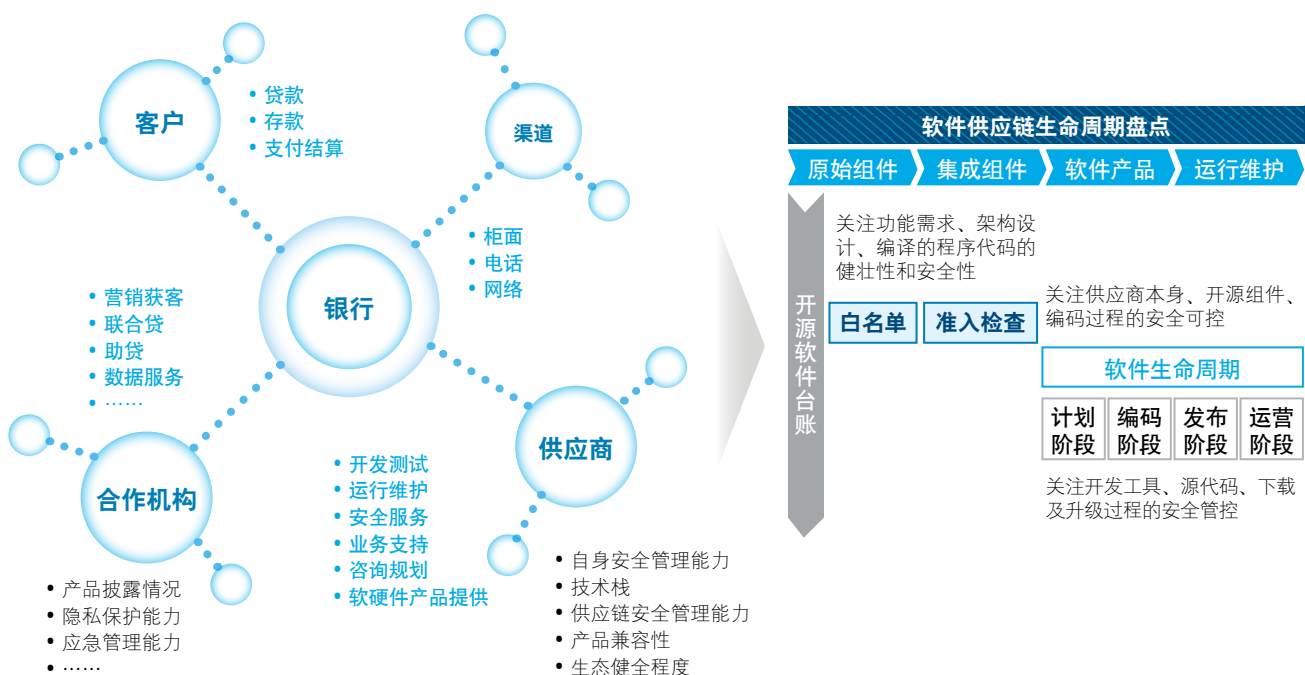 客户
• 贷款
• 存款
• 支付结算
渠道
• 柜面
• 电话
• 网络
银行
• 营销获客
• 联合贷
• 助贷
• 数据服务
• ……
合作机构
• 产品披露情况
• 隐私保护能力
• 应急管理能力
• ……
• 开发测试
• 运行维护
• 安全服务
• 业务支持
• 咨询规划
• 软硬件产品提供
供应商
• 自身安全管理能力
• 技术栈
• 供应链安全管理能力
• 产品兼容性
• 生态健全程度
软件供应链生命周期盘点
原始组件
集成组件
软件产品
运行维护
开源软件台账
关注功能需求、架构设
计、编译的程序代码的
健壮性和安全性
白名单
准入检查
关注供应商本身、开源组件、
编码过程的安全可控
软件生命周期
计划
阶段
编码
阶段
发布
阶段
运营
阶段
关注开发工具、源代码、下载
及升级过程的安全管控